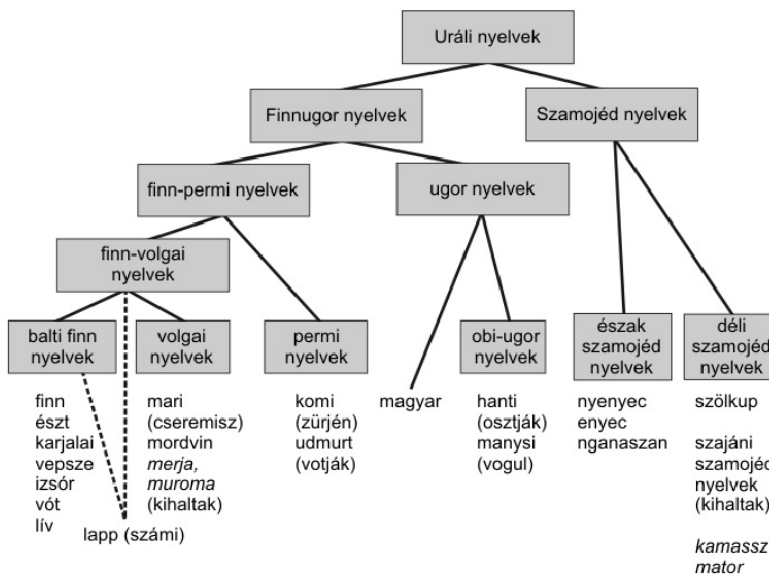 Uráli nyelvek
Finnugor nyelvek
Szamojéd nyelvek
finn-permi nyelvek
ugor nyelvek
finn-volgai
nyelvek
balti finn
nyelvek
volgai
nyelvek
permi
nyelvek
obi-ugor
nyelvek
észak
szamojéd
nyelvek
déli
szamojéd
nyelvek
finn
észt
karjalai
vepsze
izsór
vót
lív
lapp (számi)
mari
(cseremisz)
mordvin
merja,
muroma
(kihaltak)
komi
(zürjén)
udmurt
(votják)
magyar
hanti
(osztják)
manysi
(vogul)
nyenyec
enyec
nganaszan
szölkup
szajáni
szamojéd
nyelvek
(kihaltak)
kamassz
mator